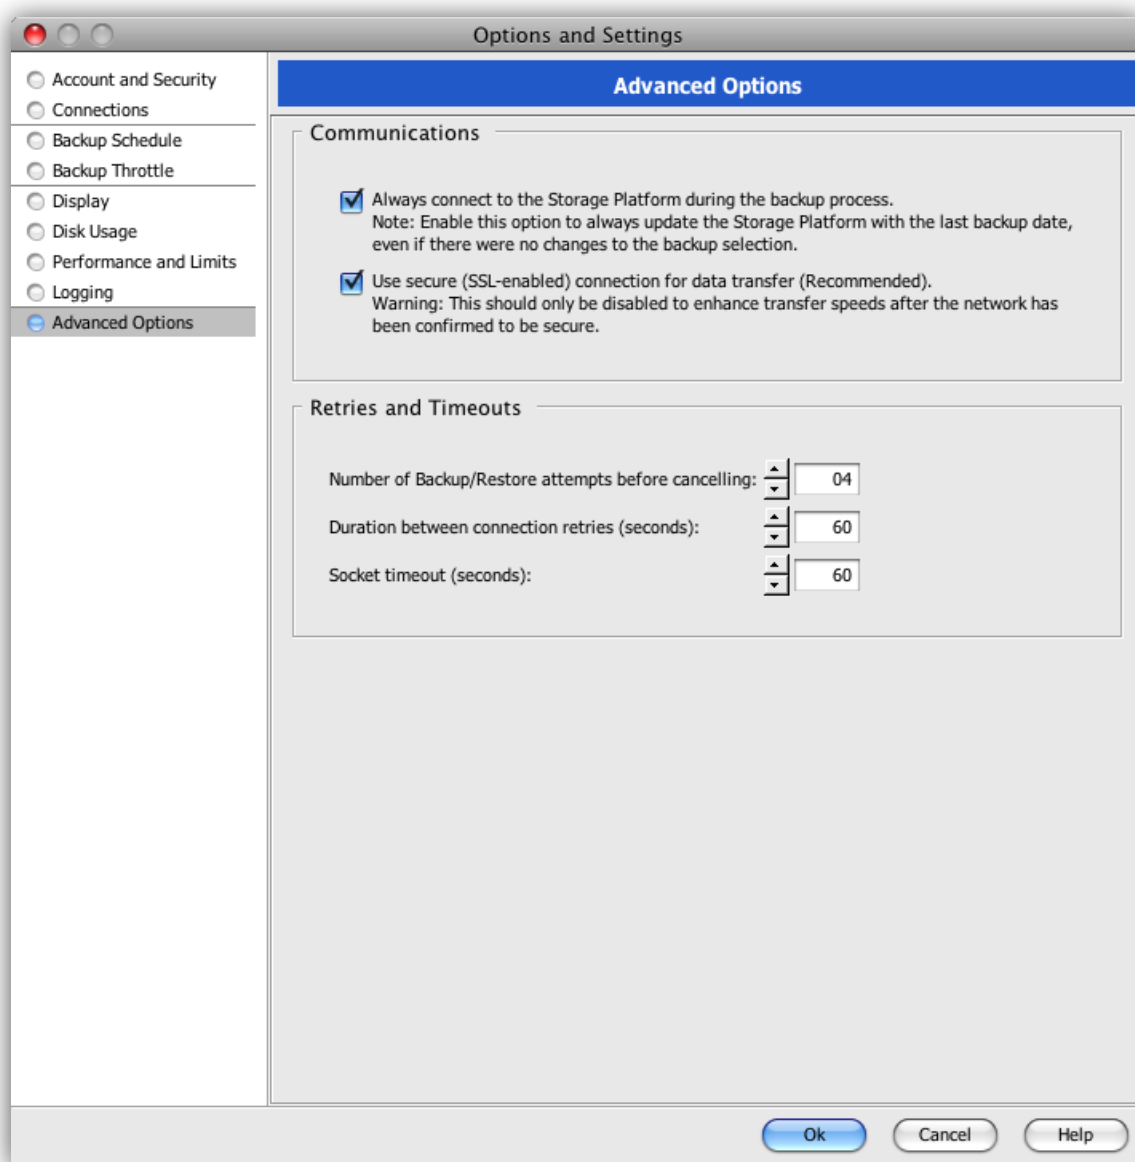 Options and Settings
Account and Security
Connections
Backup Schedule
Backup Throttle
Display
Disk Usage
Performance and Limits
Logging
Advanced Options
Advanced Options
Communications
Always connect to the Storage Platform during the backup process.
Note: Enable this option to always update the Storage Platform with the last backup date,
even if there were no changes to the backup selection.
Use secure (SSL-enabled) connection for data transfer (Recommended).
Warning: This should only be disabled to enhance transfer speeds after the network has
been confirmed to be secure.
Retries and Timeouts
Number of Backup/Restore attempts before cancelling: 04
Duration between connection retries (seconds): 60
Socket timeout (seconds): 60
Ok Cancel Help